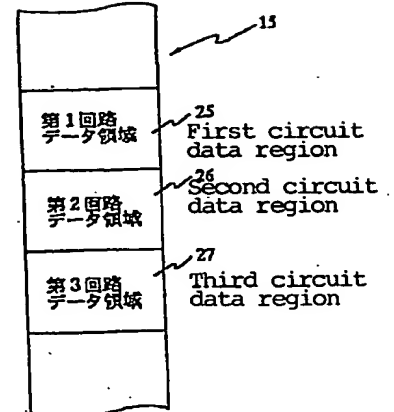 15
第1回路
データ領域
25
First circuit
data region
第2回路
データ領域
26
Second circuit
data region
第3回路
データ領域
27
Third circuit
data region